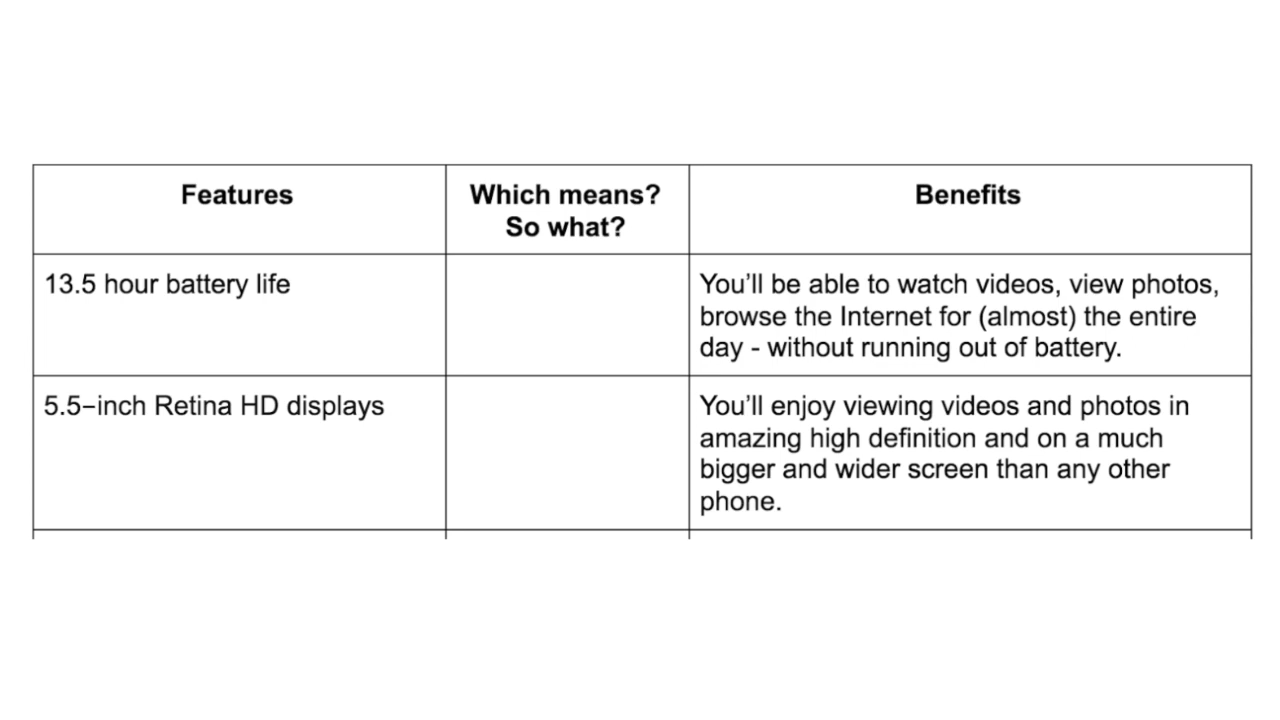 Features
Which means?
So what?
Benefits
13.5 hour battery life
You’ll be able to watch videos, view photos,
browse the Internet for (almost) the entire
day - without running out of battery.
5.5–inch Retina HD displays
You’ll enjoy viewing videos and photos in
amazing high definition and on a much
bigger and wider screen than any other
phone.